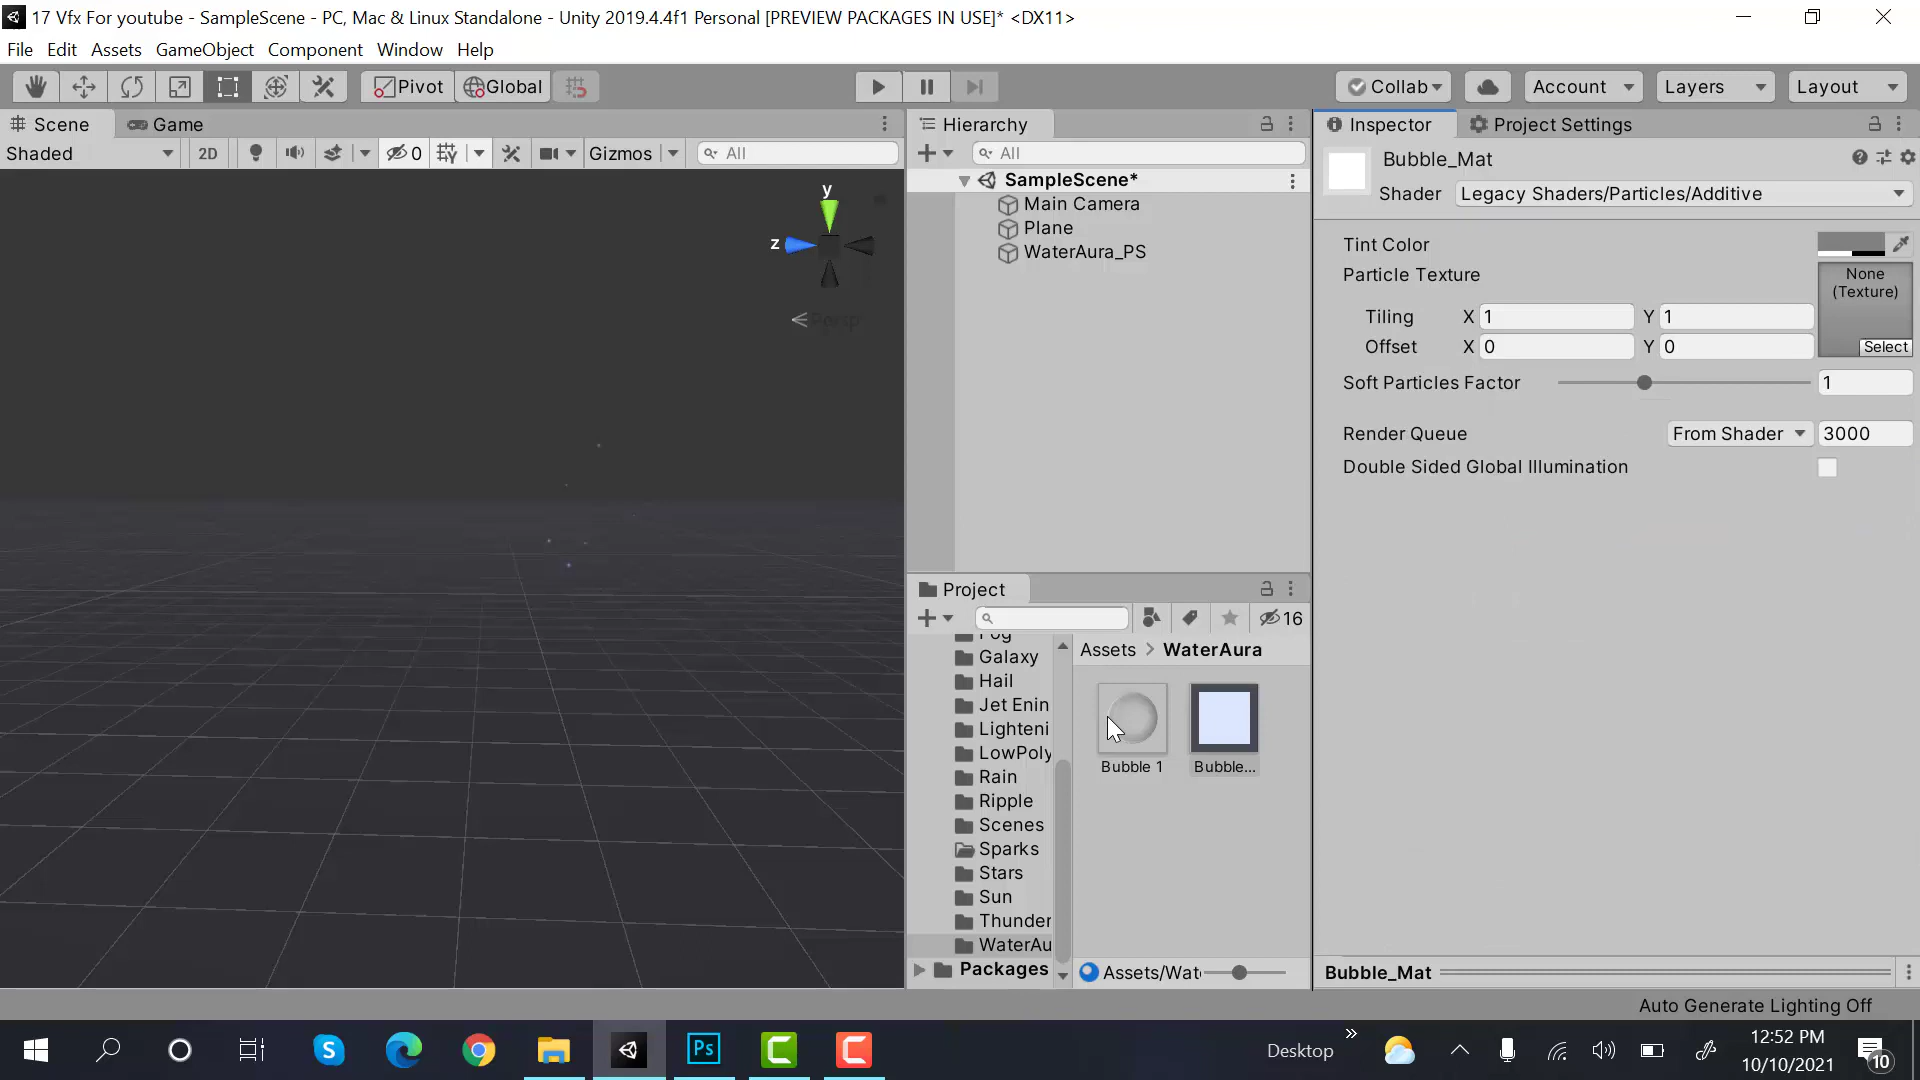 17 Vfx For youtube - SampleScene - PC, Mac & Linux Standalone - Unity 2019.4.4f1 Personal [PREVIEW PACKAGES IN USE]* <DX11>
File Edit Assets GameObject Component Window Help
Pivot Global Collab Account Layers Layout
Scene Game
Shaded 2D 0 Gizmos All
y
z
Persp
Hierarchy
All
SampleScene*
Main Camera
Plane
WaterAura_PS
Project
16
Fog
Galaxy
Hail
Jet Enin
Lighteni
LowPoly
Rain
Ripple
Scenes
Sparks
Stars
Sun
Thunder
WaterAu
Packages
Assets > WaterAura
Bubble 1 Bubble...
Assets/Wat
Inspector Project Settings
Bubble_Mat
Shader Legacy Shaders/Particles/Additive
Tint Color
Particle Texture
None
(Texture)
Select
Tiling X 1 Y 1
Offset X 0 Y 0
Soft Particles Factor 1
Render Queue From Shader 3000
Double Sided Global Illumination
Bubble_Mat
Auto Generate Lighting Off
S Ps C C
Desktop
12:52 PM
10/10/2021
10